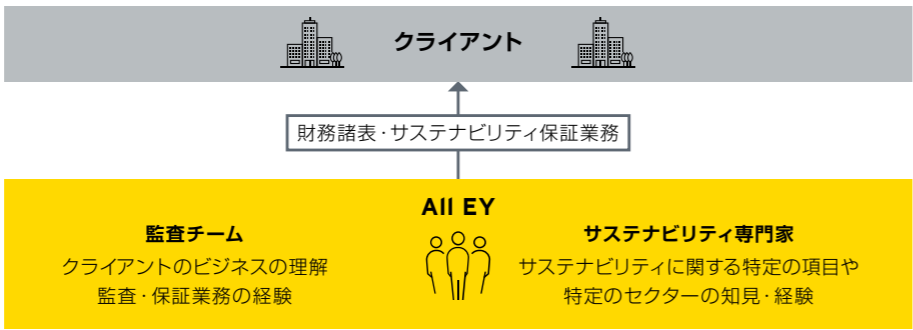 クライアント
財務諸表・サステナビリティ保証業務
All EY
監査チーム
クライアントのビジネスの理解
監査・保証業務の経験
サステナビリティ専門家
サステナビリティに関する特定の項目や
特定のセクターの知見・経験